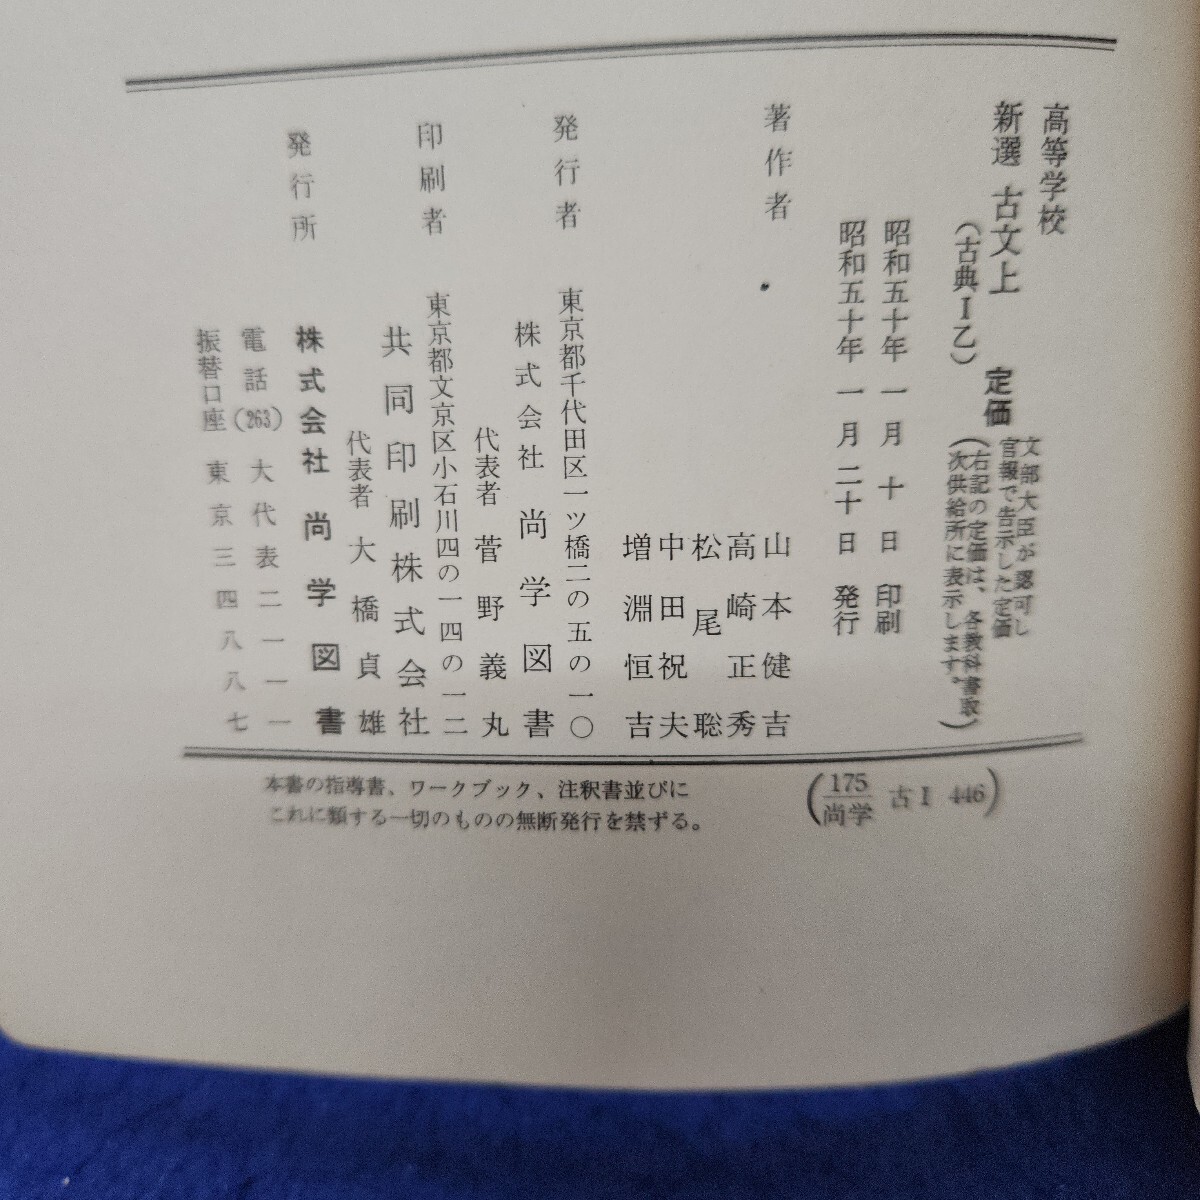 高等学校
新選 古文上
(古典Ⅰ乙)
定価
文部大臣が認可し
官報で告示した定価
(右記の定価は、各教科書取
次供給所に表示します。)
昭和五十年 一月 十 日 印刷
昭和五十年 一月二十日 発行
著作者
山本健吉
高崎正秀
松尾聡
中田祝夫
増淵恒吉
発行者
東京都千代田区一ツ橋二の五の一〇
株式会社 尚学図書
代表者 菅野義丸
印刷者
東京都文京区小石川四の一四の一二
共同印刷株式会社
代表者 大橋貞雄
発行所
株式会社 尚学図書
電話(263)大代表二一一一
振替口座 東京三四八八七
(175/尚学 古Ⅰ 446)
本書の指導書、ワークブック、注釈書並びに
これに類する一切のものの無断発行を禁ずる。